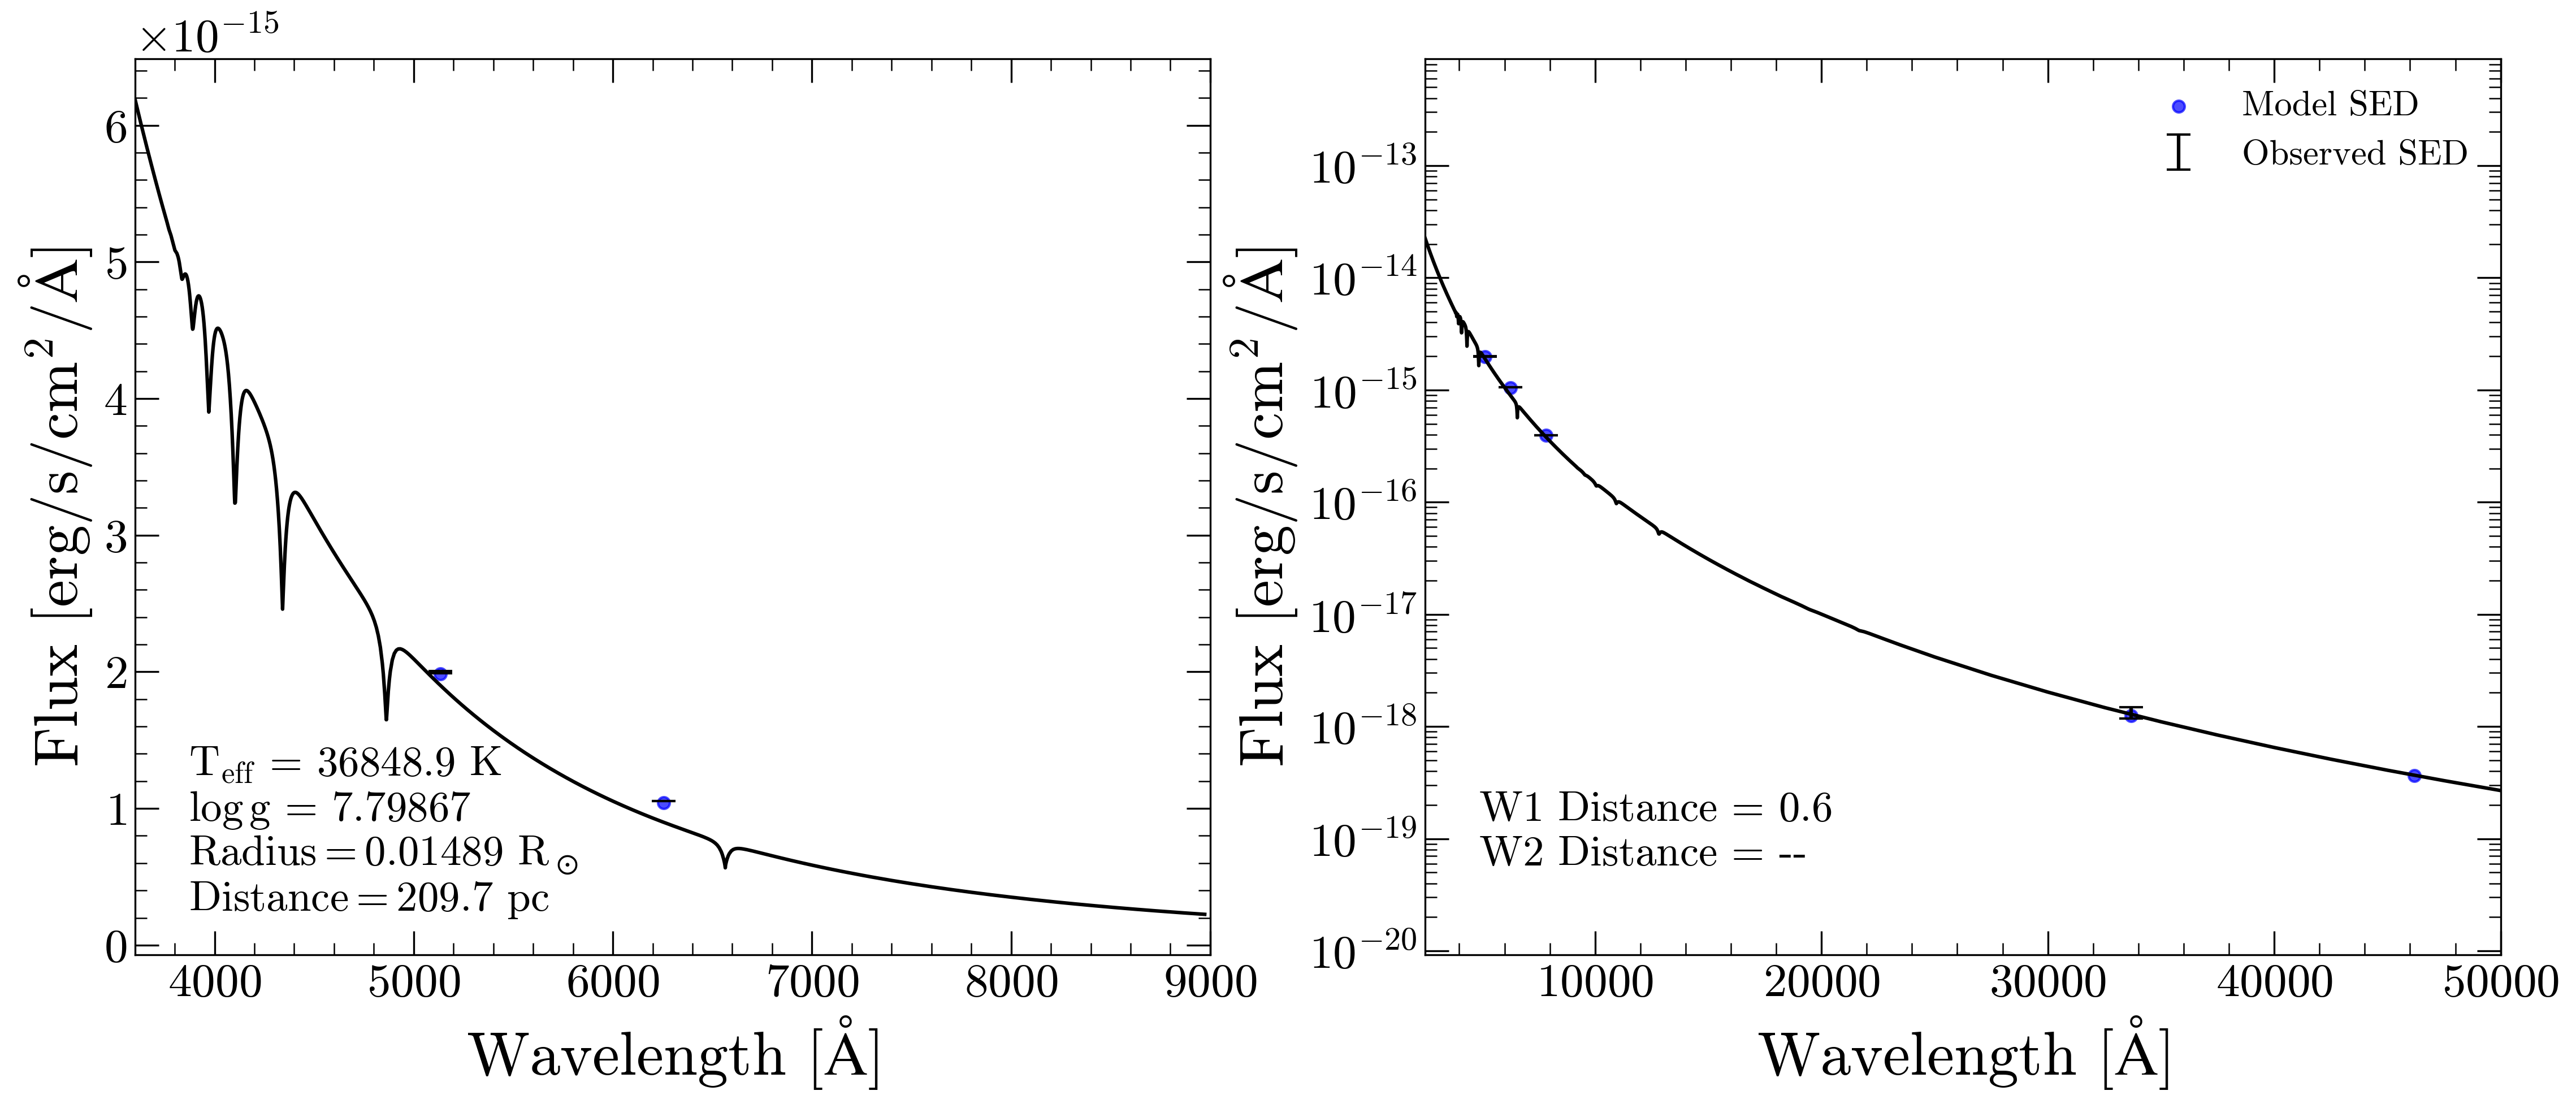 ×10⁻¹⁵
6
5
4
3
2
1
0
Flux [erg/s/cm²/Å]
T_eff = 36848.9 K
log g = 7.79867
Radius = 0.01489 R_⊙
Distance = 209.7 pc
4000 5000 6000 7000 8000 9000
Wavelength [Å]
Model SED
Observed SED
10⁻¹³
10⁻¹⁴
10⁻¹⁵
10⁻¹⁶
10⁻¹⁷
10⁻¹⁸
10⁻¹⁹
10⁻²⁰
Flux [erg/s/cm²/Å]
W1 Distance = 0.6
W2 Distance = --
10000 20000 30000 40000 50000
Wavelength [Å]